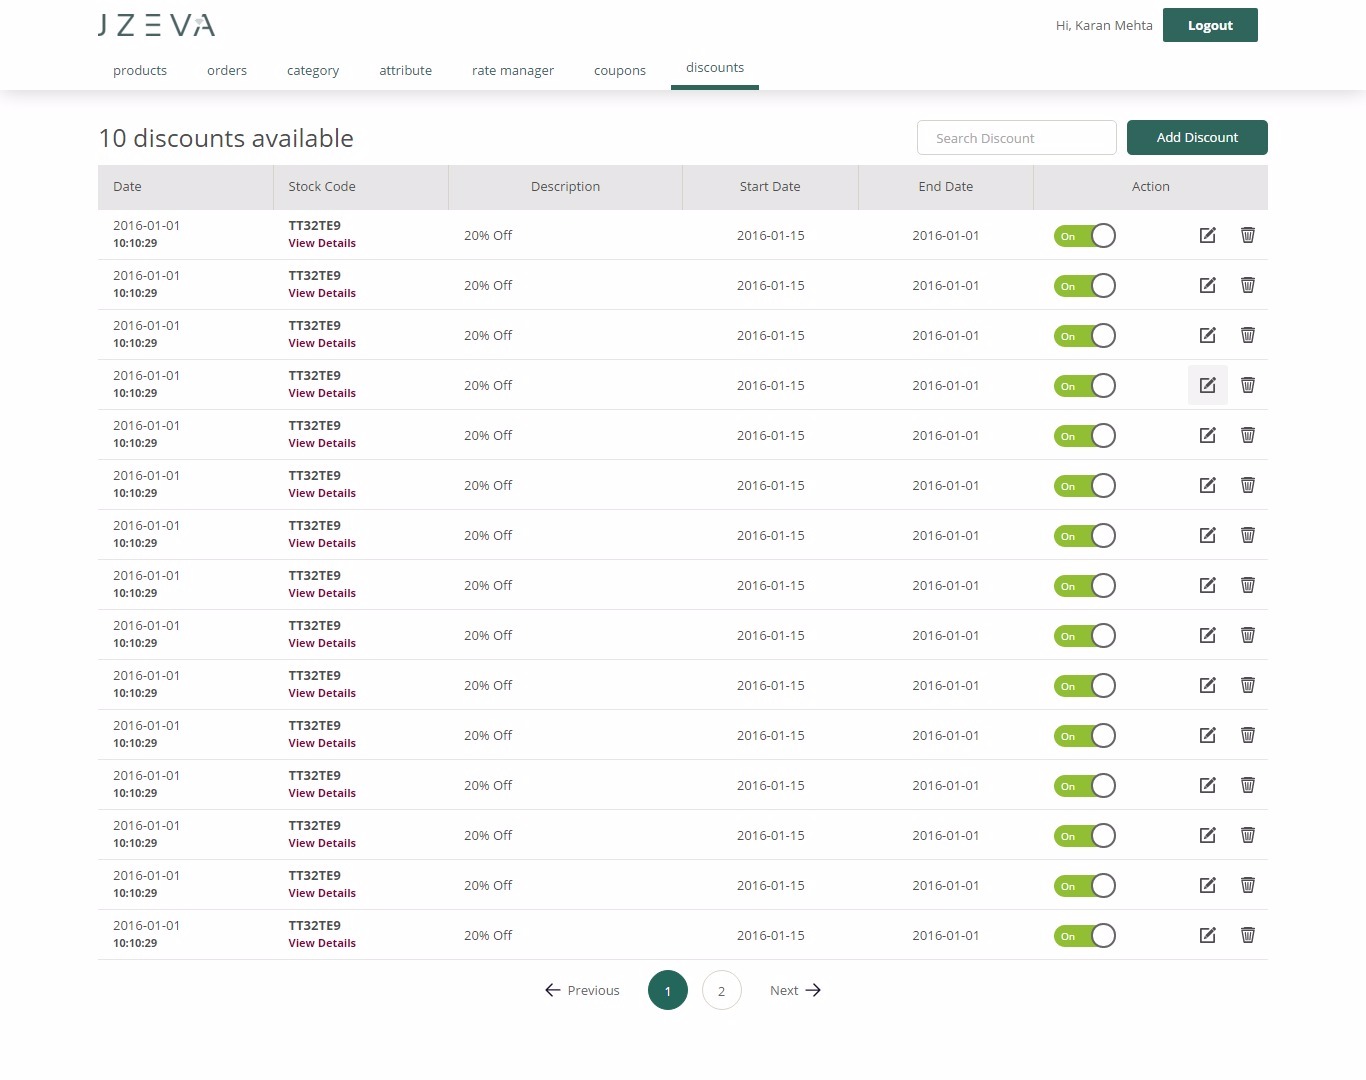 JZEVA
Hi, Karan Mehta
Logout
products orders category attribute rate manager coupons discounts
10 discounts available
Search Discount
Add Discount
Date Stock Code Description Start Date End Date Action
2016-01-01 TT32TE9 20% Off 2016-01-15 2016-01-01 On
10:10:29 View Details
2016-01-01 TT32TE9 20% Off 2016-01-15 2016-01-01 On
10:10:29 View Details
2016-01-01 TT32TE9 20% Off 2016-01-15 2016-01-01 On
10:10:29 View Details
2016-01-01 TT32TE9 20% Off 2016-01-15 2016-01-01 On
10:10:29 View Details
2016-01-01 TT32TE9 20% Off 2016-01-15 2016-01-01 On
10:10:29 View Details
2016-01-01 TT32TE9 20% Off 2016-01-15 2016-01-01 On
10:10:29 View Details
2016-01-01 TT32TE9 20% Off 2016-01-15 2016-01-01 On
10:10:29 View Details
2016-01-01 TT32TE9 20% Off 2016-01-15 2016-01-01 On
10:10:29 View Details
2016-01-01 TT32TE9 20% Off 2016-01-15 2016-01-01 On
10:10:29 View Details
2016-01-01 TT32TE9 20% Off 2016-01-15 2016-01-01 On
10:10:29 View Details
2016-01-01 TT32TE9 20% Off 2016-01-15 2016-01-01 On
10:10:29 View Details
2016-01-01 TT32TE9 20% Off 2016-01-15 2016-01-01 On
10:10:29 View Details
2016-01-01 TT32TE9 20% Off 2016-01-15 2016-01-01 On
10:10:29 View Details
2016-01-01 TT32TE9 20% Off 2016-01-15 2016-01-01 On
10:10:29 View Details
2016-01-01 TT32TE9 20% Off 2016-01-15 2016-01-01 On
10:10:29 View Details
Previous 1 2 Next